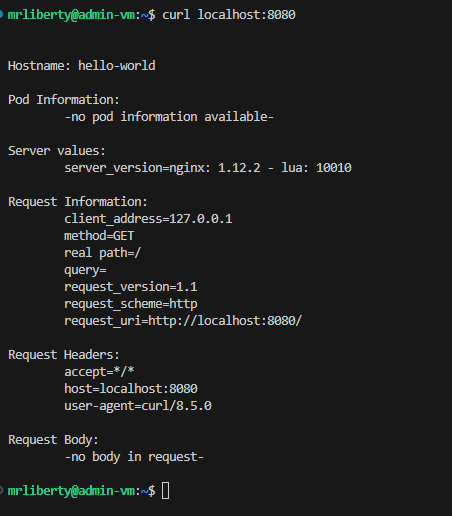 mrliberty@admin-vm:~$ curl localhost:8080
Hostname: hello-world
Pod Information:
-no pod information available-
Server values:
server_version=nginx: 1.12.2 - lua: 10010
Request Information:
client_address=127.0.0.1
method=GET
real path=/
query=
request_version=1.1
request_scheme=http
request_uri=http://localhost:8080/
Request Headers:
accept=*/*
host=localhost:8080
user-agent=curl/8.5.0
Request Body:
-no body in request-
mrliberty@admin-vm:~$